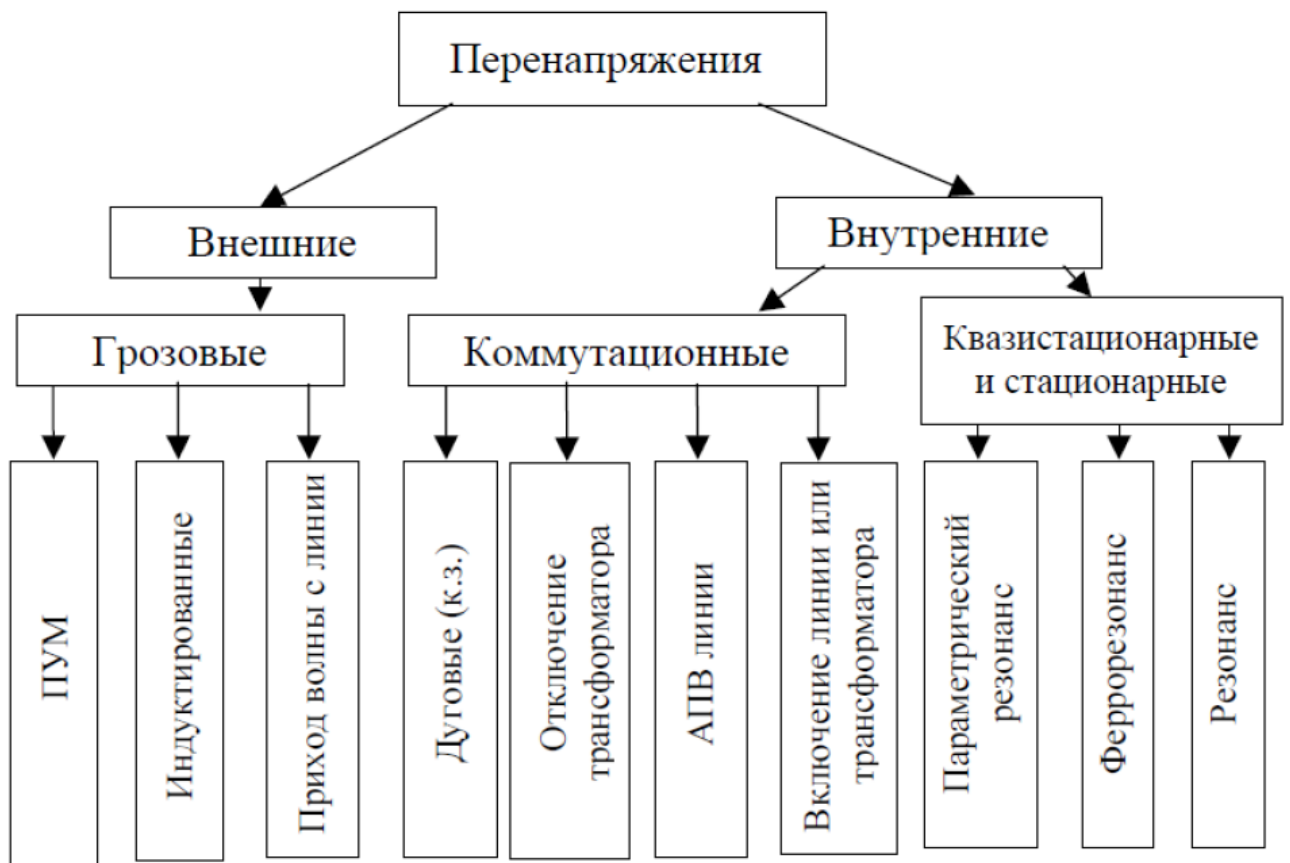 Перенапряжения
Внешние
Внутренние
Грозовые
Коммутационные
Квазистационарные
и стационарные
ПУМ
Индуктированные
Приход волны с линии
Дуговые (к.з.)
Отключение
трансформатора
АПВ линии
Включение линии или
трансформатора
Параметрический
резонанс
Феррорезонанс
Резонанс